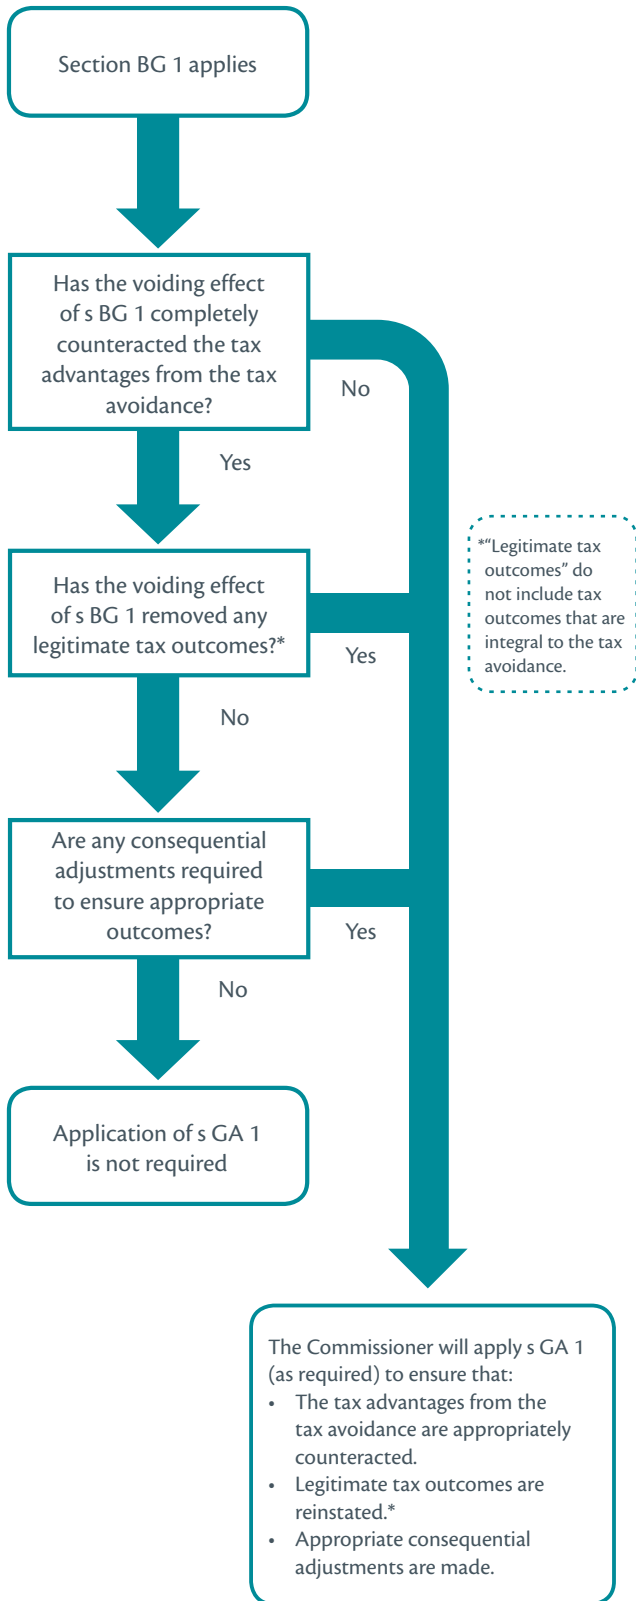 Section BG 1 applies
Has the voiding effect
of s BG 1 completely
counteracted the tax
advantages from the tax
avoidance?
No
Yes
*“Legitimate tax
outcomes” do
not include tax
outcomes that are
integral to the tax
avoidance.
Has the voiding effect
of s BG 1 removed any
legitimate tax outcomes?*
Yes
No
Are any consequential
adjustments required
to ensure appropriate
outcomes?
Yes
No
Application of s GA 1
is not required
The Commissioner will apply s GA 1
(as required) to ensure that:
• The tax advantages from the
tax avoidance are appropriately
counteracted.
• Legitimate tax outcomes are
reinstated.*
• Appropriate consequential
adjustments are made.